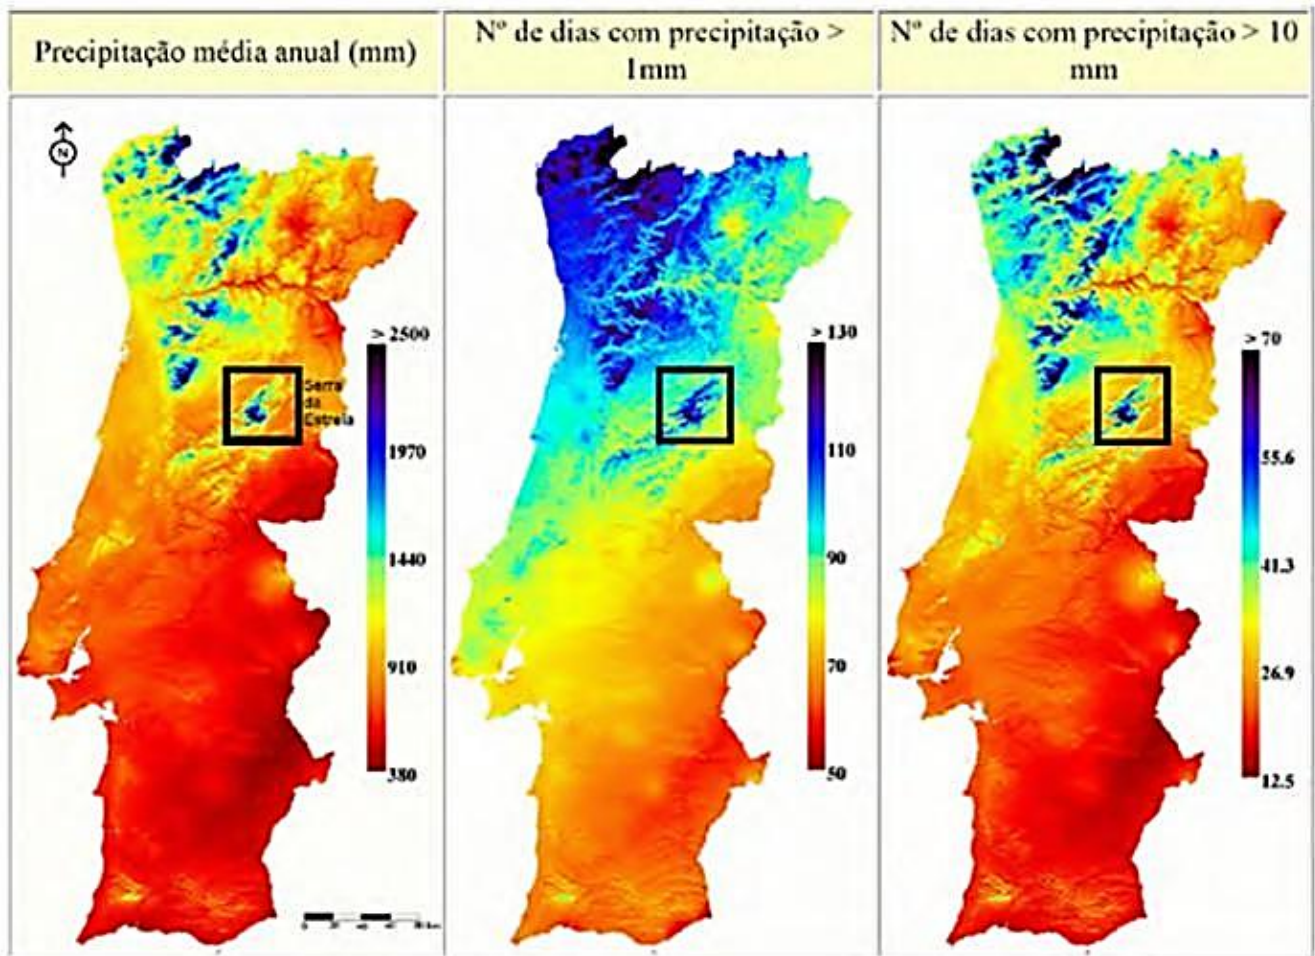 Precipitação média anual (mm)
Nº de dias com precipitação >
1mm
Nº de dias com precipitação > 10
mm
N
> 2500
1970
1440
910
380
Serra
da
Estrela
> 130
110
90
70
50
> 70
55.6
41.3
26.9
12.5